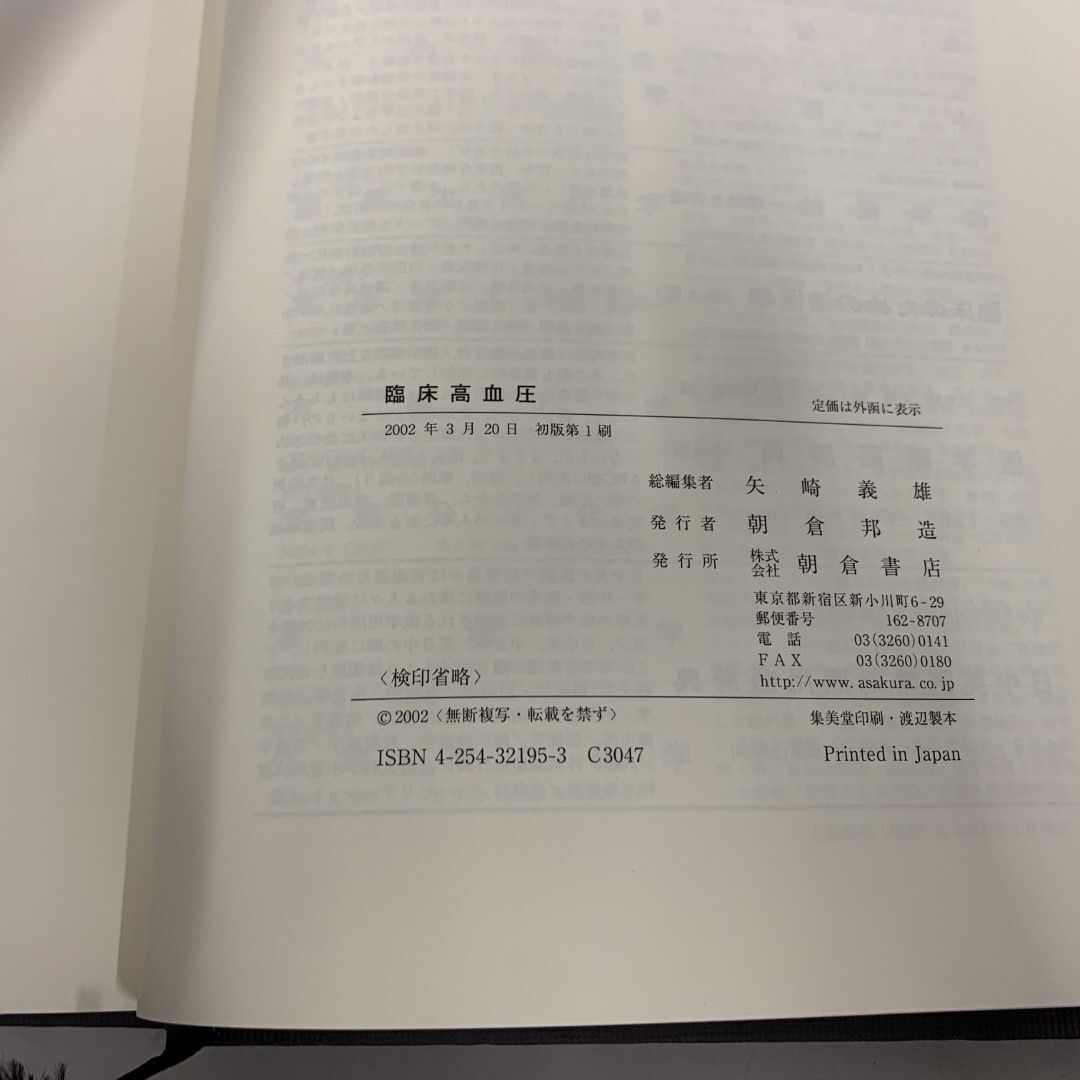 臨床高血圧
定価は外函に表示
2002年3月20日 初版第1刷
総編集者 矢崎義雄
発行者 朝倉邦造
発行所 株式会社 朝倉書店
東京都新宿区新小川町6-29
郵便番号 162-8707
電話 03(3260)0141
FAX 03(3260)0180
http://www.asakura.co.jp
〈検印省略〉
©2002〈無断複写・転載を禁ず〉
集美堂印刷・渡辺製本
ISBN 4-254-32195-3 C3047
Printed in Japan